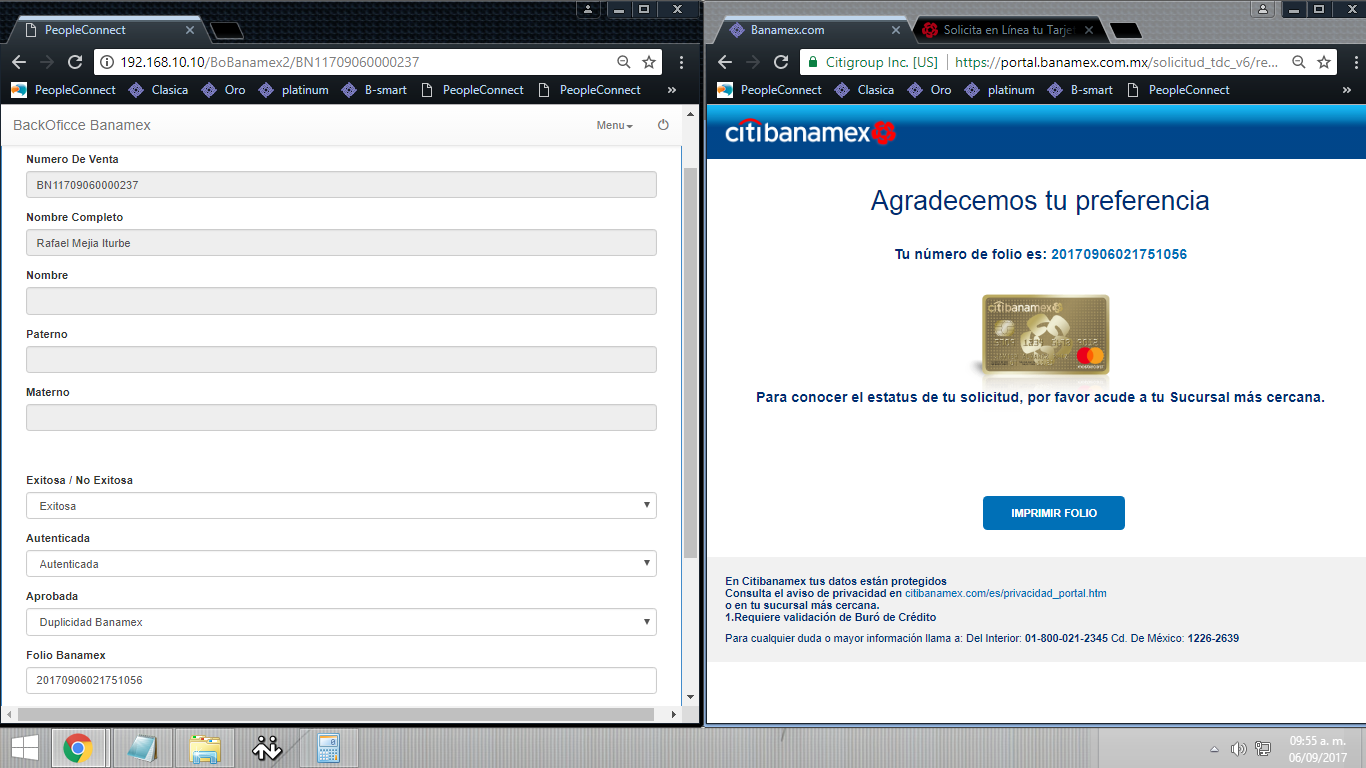 PeopleConnect
192.168.10.10/BoBanamex2/BN11709060000237
PeopleConnect Clasica Oro platinum B-smart PeopleConnect PeopleConnect »
BackOficce Banamex Menu
Numero De Venta
BN11709060000237
Nombre Completo
Rafael Mejia Iturbe
Nombre
Paterno
Materno
Exitosa / No Exitosa
Exitosa
Autenticada
Autenticada
Aprobada
Duplicidad Banamex
Folio Banamex
20170906021751056
Banamex.com Solicita en Línea tu Tarje
Citigroup Inc. [US] https://portal.banamex.com.mx/solicitud_tdc_v6/re...
PeopleConnect Clasica Oro platinum B-smart PeopleConnect »
citibanamex
Agradecemos tu preferencia
Tu número de folio es: 20170906021751056
citibanamex
mastercard
Para conocer el estatus de tu solicitud, por favor acude a tu Sucursal más cercana.
IMPRIMIR FOLIO
En Citibanamex tus datos están protegidos
Consulta el aviso de privacidad en citibanamex.com/es/privacidad_portal.htm
o en tu sucursal más cercana.
1.Requiere validación de Buró de Crédito
Para cualquier duda o mayor información llama a: Del Interior: 01-800-021-2345 Cd. De México: 1226-2639
09:55 a. m.
06/09/2017